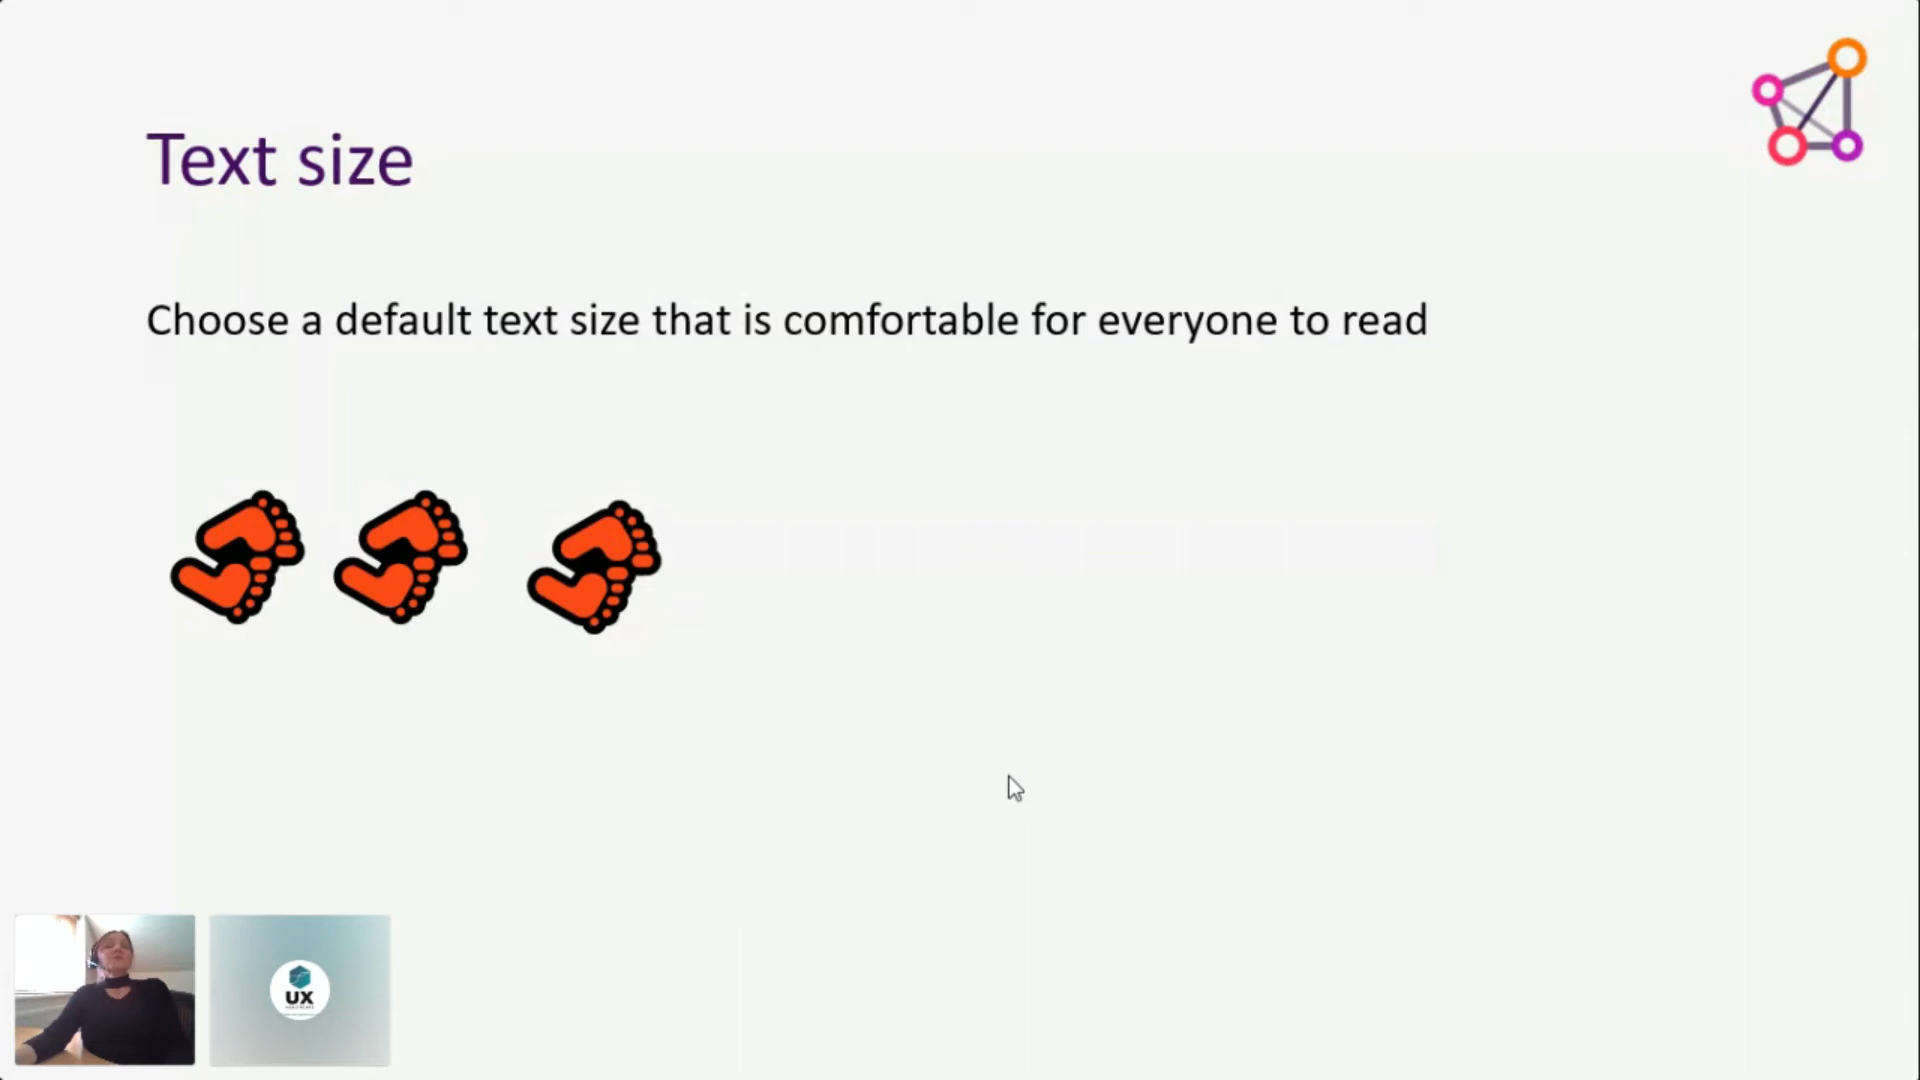 Text size
Choose a default text size that is comfortable for everyone to read
UX